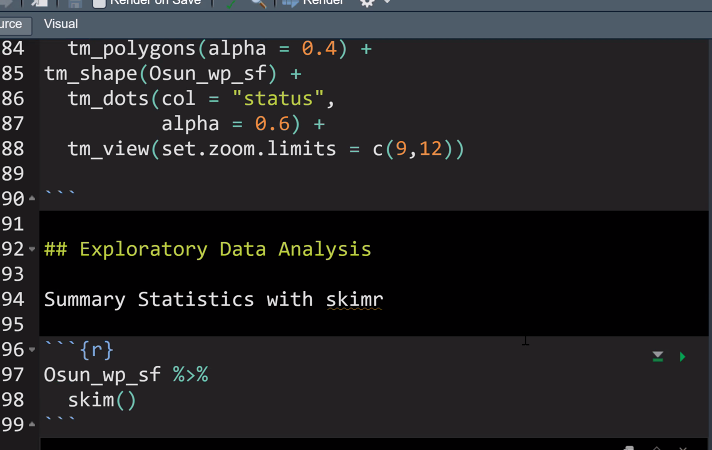 Render on Save Render
urce Visual
84 tm_polygons(alpha = 0.4) +
85 tm_shape(Osun_wp_sf) +
86 tm_dots(col = "status",
87 alpha = 0.6) +
88 tm_view(set.zoom.limits = c(9,12))
89
90 ```
91
92 ## Exploratory Data Analysis
93
94 Summary Statistics with skimr
95
96 ```{r}
97 Osun_wp_sf %>%
98 skim()
99 ```